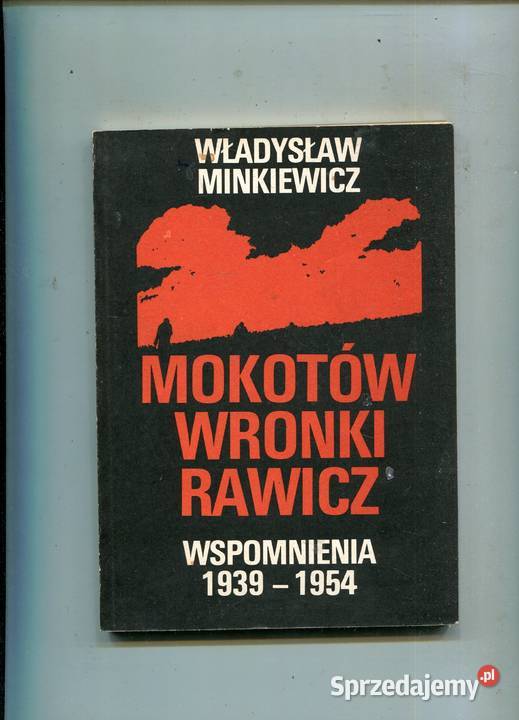 WŁADYSŁAW
MINKIEWICZ
MOKOTÓW
WRONKI
RAWICZ
WSPOMNIENIA
1939 – 1954
Sprzedajemy.pl